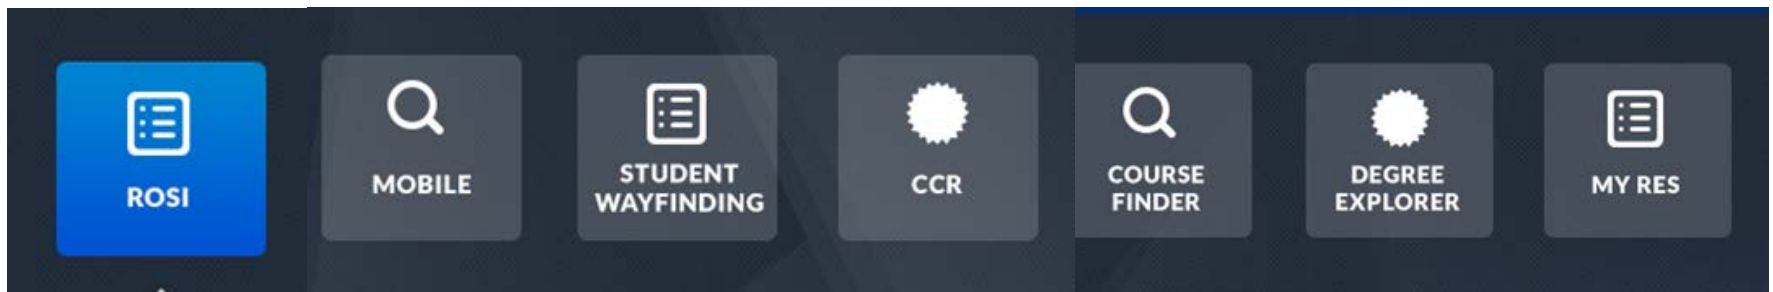 ROSI
MOBILE
STUDENT
WAYFINDING
CCR
COURSE
FINDER
DEGREE
EXPLORER
MY RES